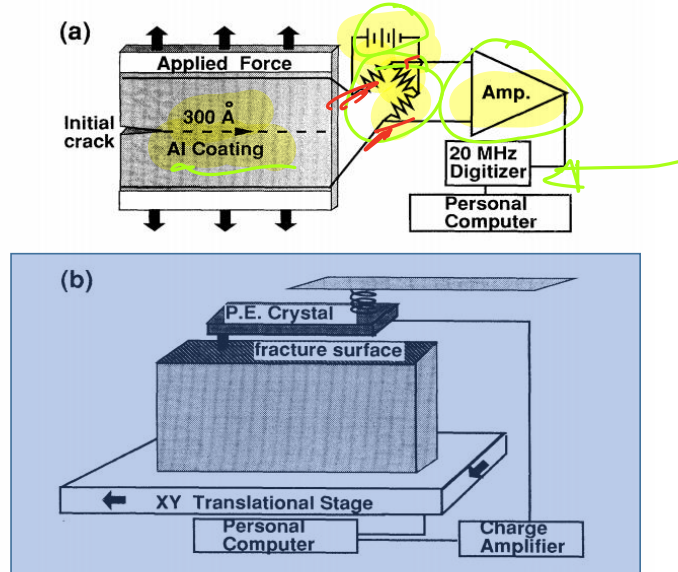 (a)
Applied Force
Initial
crack
300 Å
Al Coating
Amp.
20 MHz
Digitizer
Personal
Computer
(b)
P.E. Crystal
fracture surface
XY Translational Stage
Personal
Computer
Charge
Amplifier